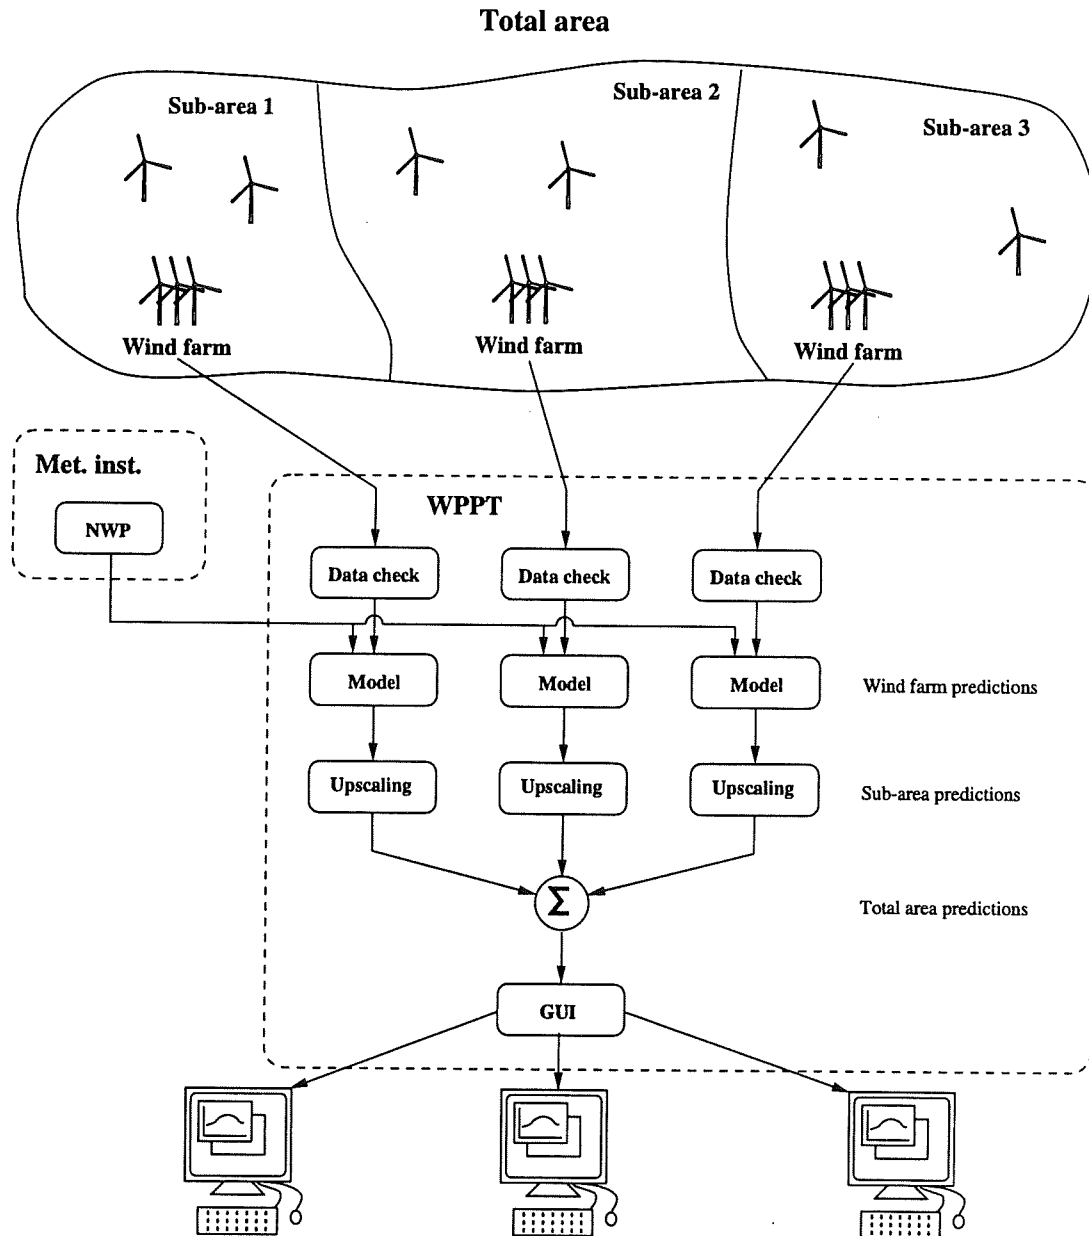 Total area
Sub-area 1
Sub-area 2
Sub-area 3
Wind farm
Wind farm
Wind farm
Met. inst.
NWP
WPPT
Data check
Data check
Data check
Model
Model
Model
Wind farm predictions
Upscaling
Upscaling
Upscaling
Sub-area predictions
Σ
Total area predictions
GUI